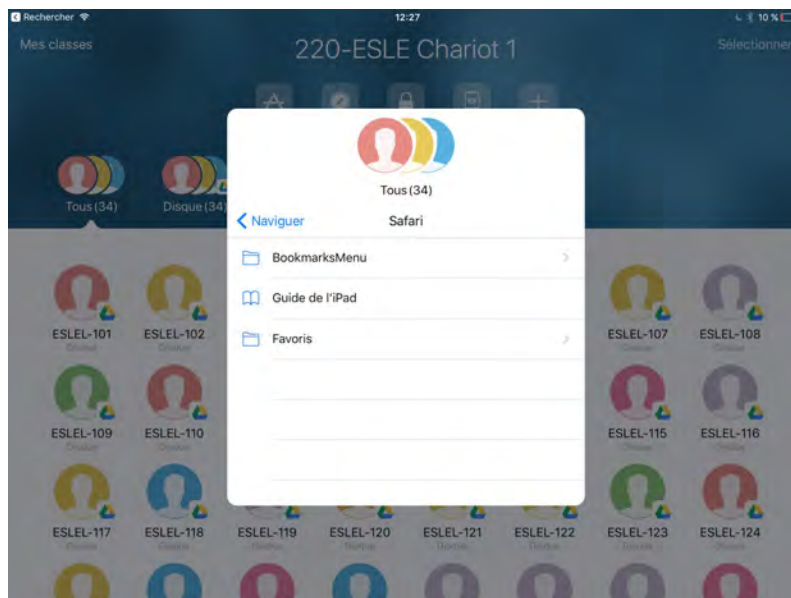 Rechercher
12:27
10 %
Mes classes
220-ESLE Chariot 1
Sélectionner
Tous (34)
Tous (34)
Disque (34)
Naviguer
Safari
BookmarksMenu
Guide de l'iPad
Favoris
ESLEL-101
ESLEL-102
ESLEL-107
ESLEL-108
ESLEL-109
ESLEL-110
ESLEL-115
ESLEL-116
ESLEL-117
ESLEL-118
ESLEL-119
ESLEL-120
ESLEL-121
ESLEL-122
ESLEL-123
ESLEL-124